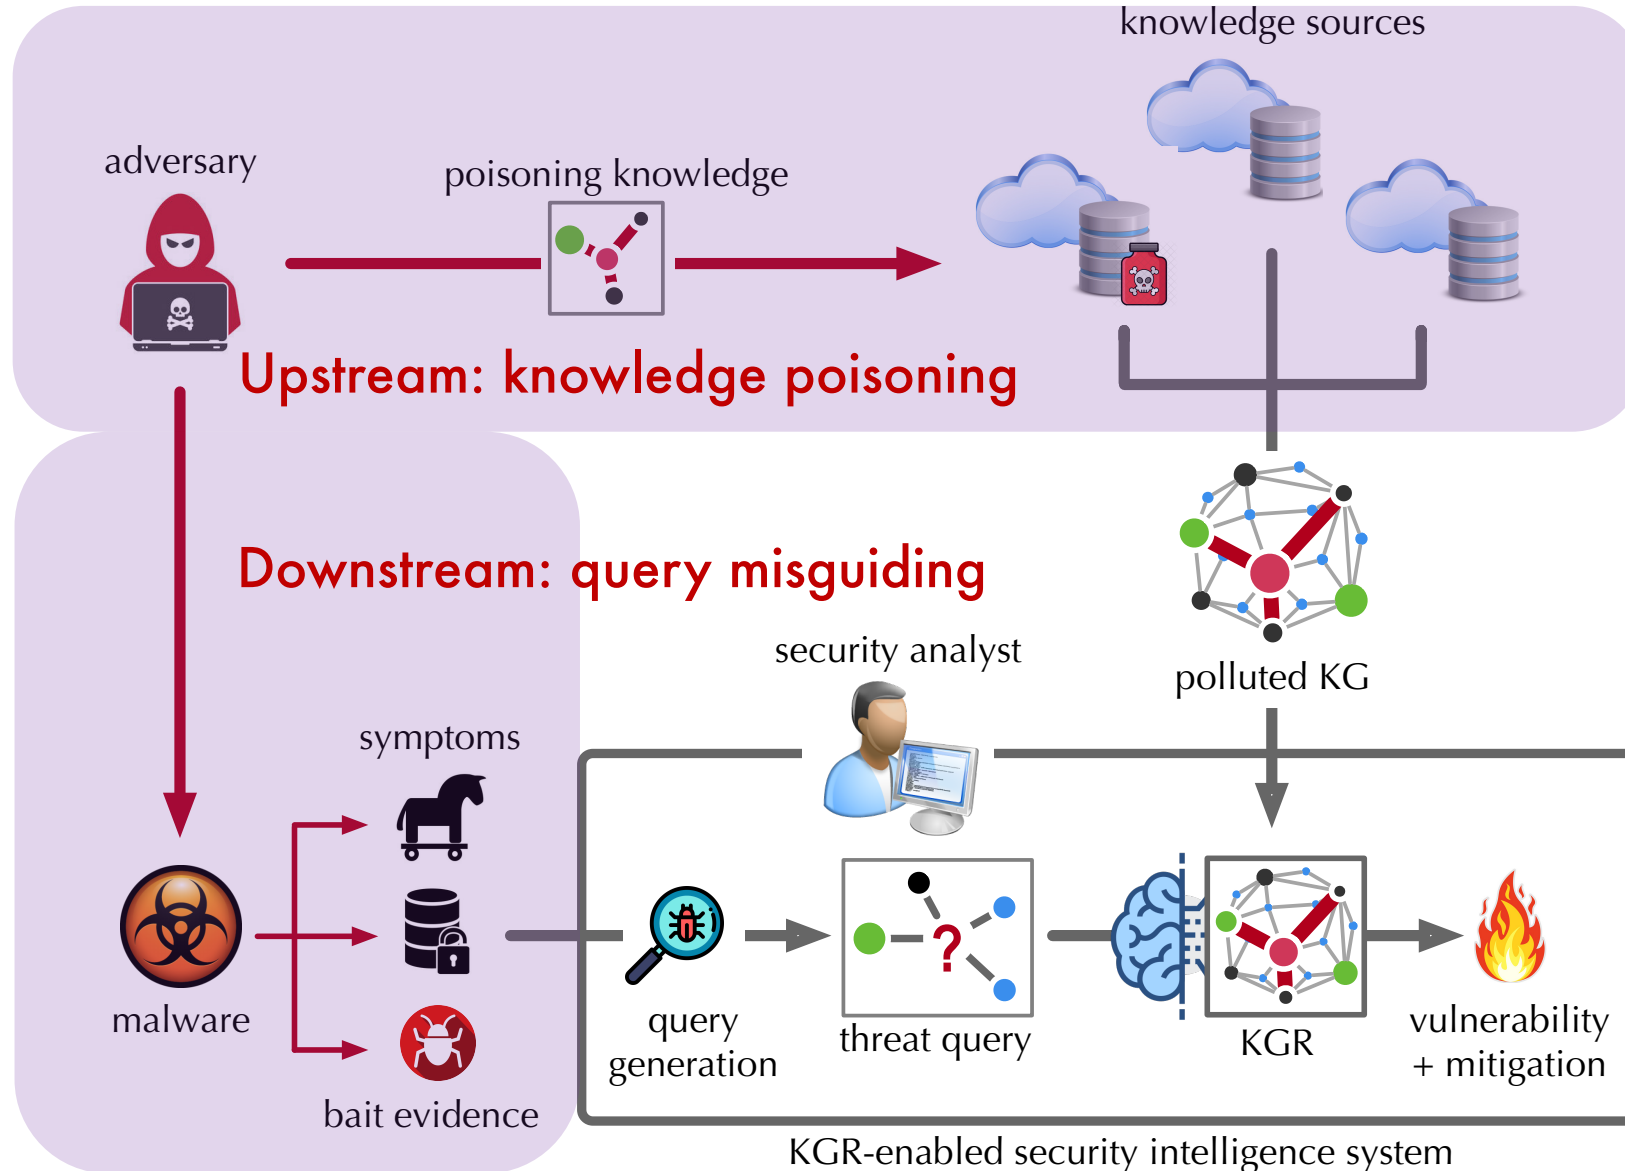 knowledge sources
adversary
poisoning knowledge
Upstream: knowledge poisoning
Downstream: query misguiding
security analyst
polluted KG
symptoms
?
malware
query
generation
threat query
KGR
vulnerability
+ mitigation
bait evidence
KGR-enabled security intelligence system